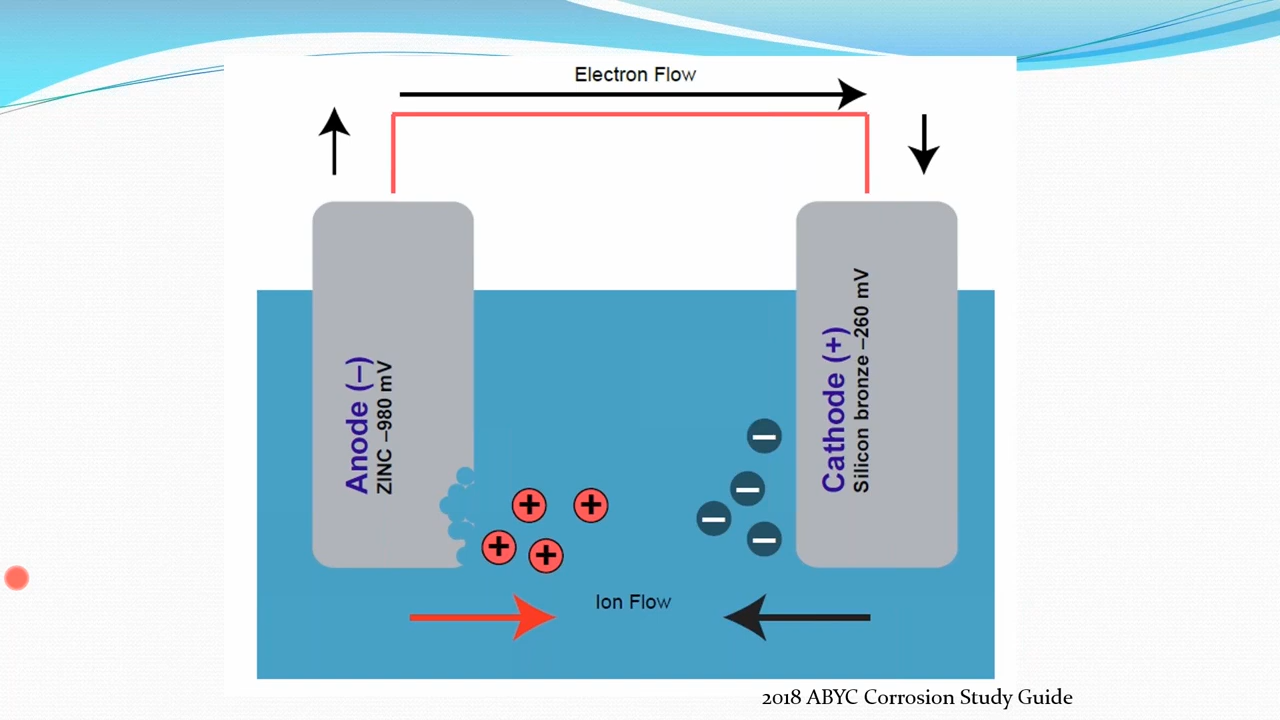 Electron Flow
Anode (–)
ZINC –980 mV
Cathode (+)
Silicon bronze –260 mV
+
+
+
+
–
–
–
–
Ion Flow
2018 ABYC Corrosion Study Guide